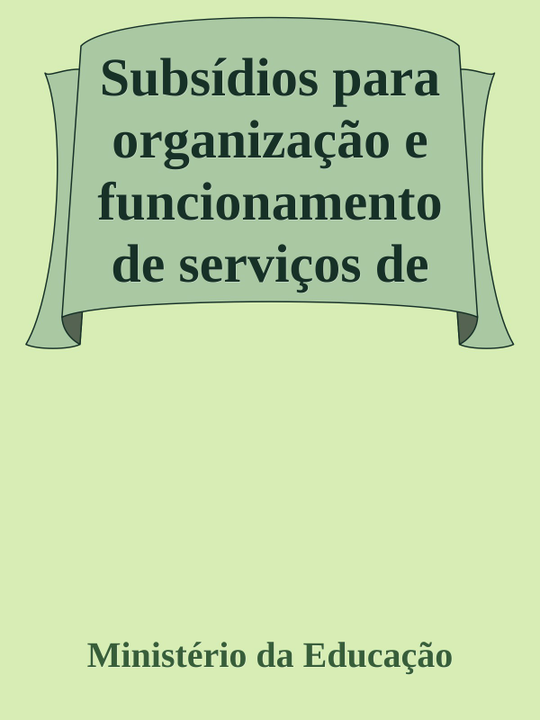 Subsídios para
organização e
funcionamento
de serviços de
Ministério da Educação